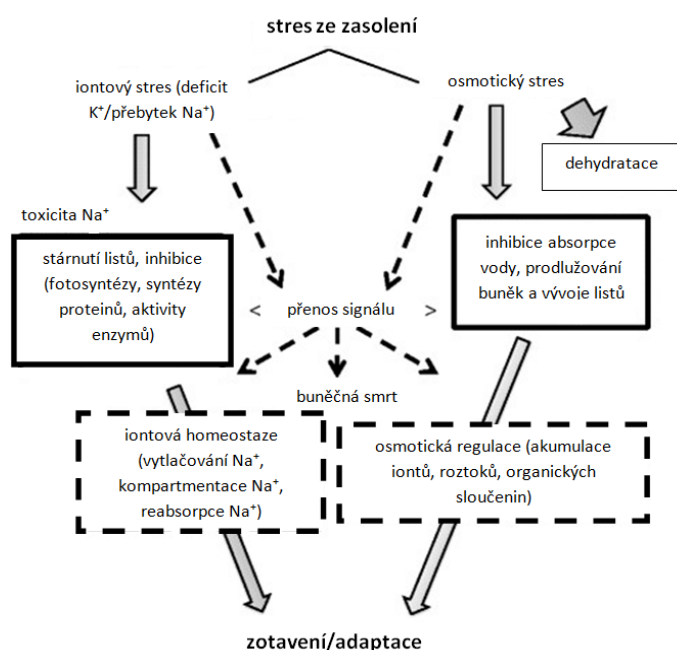 stres ze zasolení
iontový stres (deficit
K⁺/přebytek Na⁺)
osmotický stres
dehydratace
toxicita Na⁺
stárnutí listů, inhibice
(fotosyntézy, syntézy
proteinů, aktivity
enzymů)
inhibice absorpce
vody, prodlužování
buněk a vývoje listů
< přenos signálu >
buněčná smrt
iontová homeostaze
(vytlačování Na⁺,
kompartmentace Na⁺,
reabsorpce Na⁺)
osmotická regulace (akumulace
iontů, roztoků, organických
sloučenin)
zotavení/adaptace